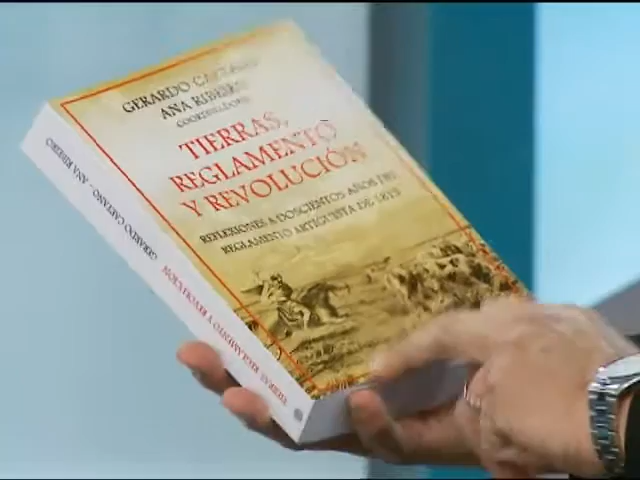 GERARDO CAETANO
ANA RIBEIRO
COORDINADORES
TIERRAS,
REGLAMENTO
Y REVOLUCIÓN
REFLEXIONES A DOSCIENTOS AÑOS DEL
REGLAMENTO ARTIGUISTA DE 1815
GERARDO CAETANO - ANA RIBEIRO TIERRAS, REGLAMENTO Y REVOLUCIÓN